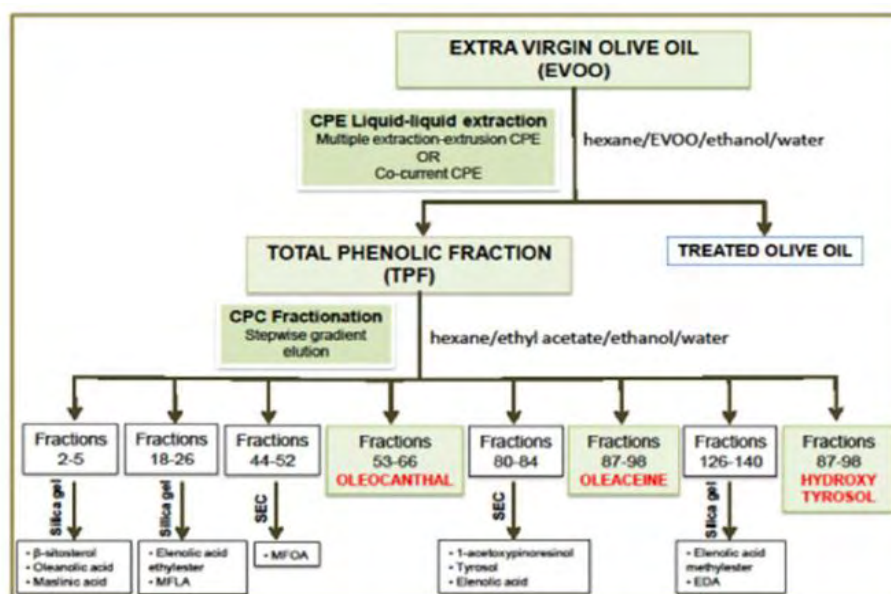 EXTRA VIRGIN OLIVE OIL
(EVOO)
CPE Liquid-liquid extraction
Multiple extraction-extrusion CPE
OR
Co-current CPE
hexane/EVOO/ethanol/water
TOTAL PHENOLIC FRACTION
(TPF)
TREATED OLIVE OIL
CPC Fractionation
Stepwise gradient
elution
hexane/ethyl acetate/ethanol/water
Fractions
2-5
Fractions
18-26
Fractions
44-52
Fractions
53-66
OLEOCANTHAL
Fractions
80-84
Fractions
87-98
OLEACEINE
Fractions
126-140
Fractions
87-98
HYDROXY
TYROSOL
Silica gel
Silica gel
SEC
SEC
Silica gel
• β-sitosterol
• Oleanolic acid
• Maslinic acid
• Elenolic acid
ethylester
• MFLA
• MFOA
• 1-acetoxypinoresinol
• Tyrosol
• Elenolic acid
• Elenolic acid
methylester
• EDA